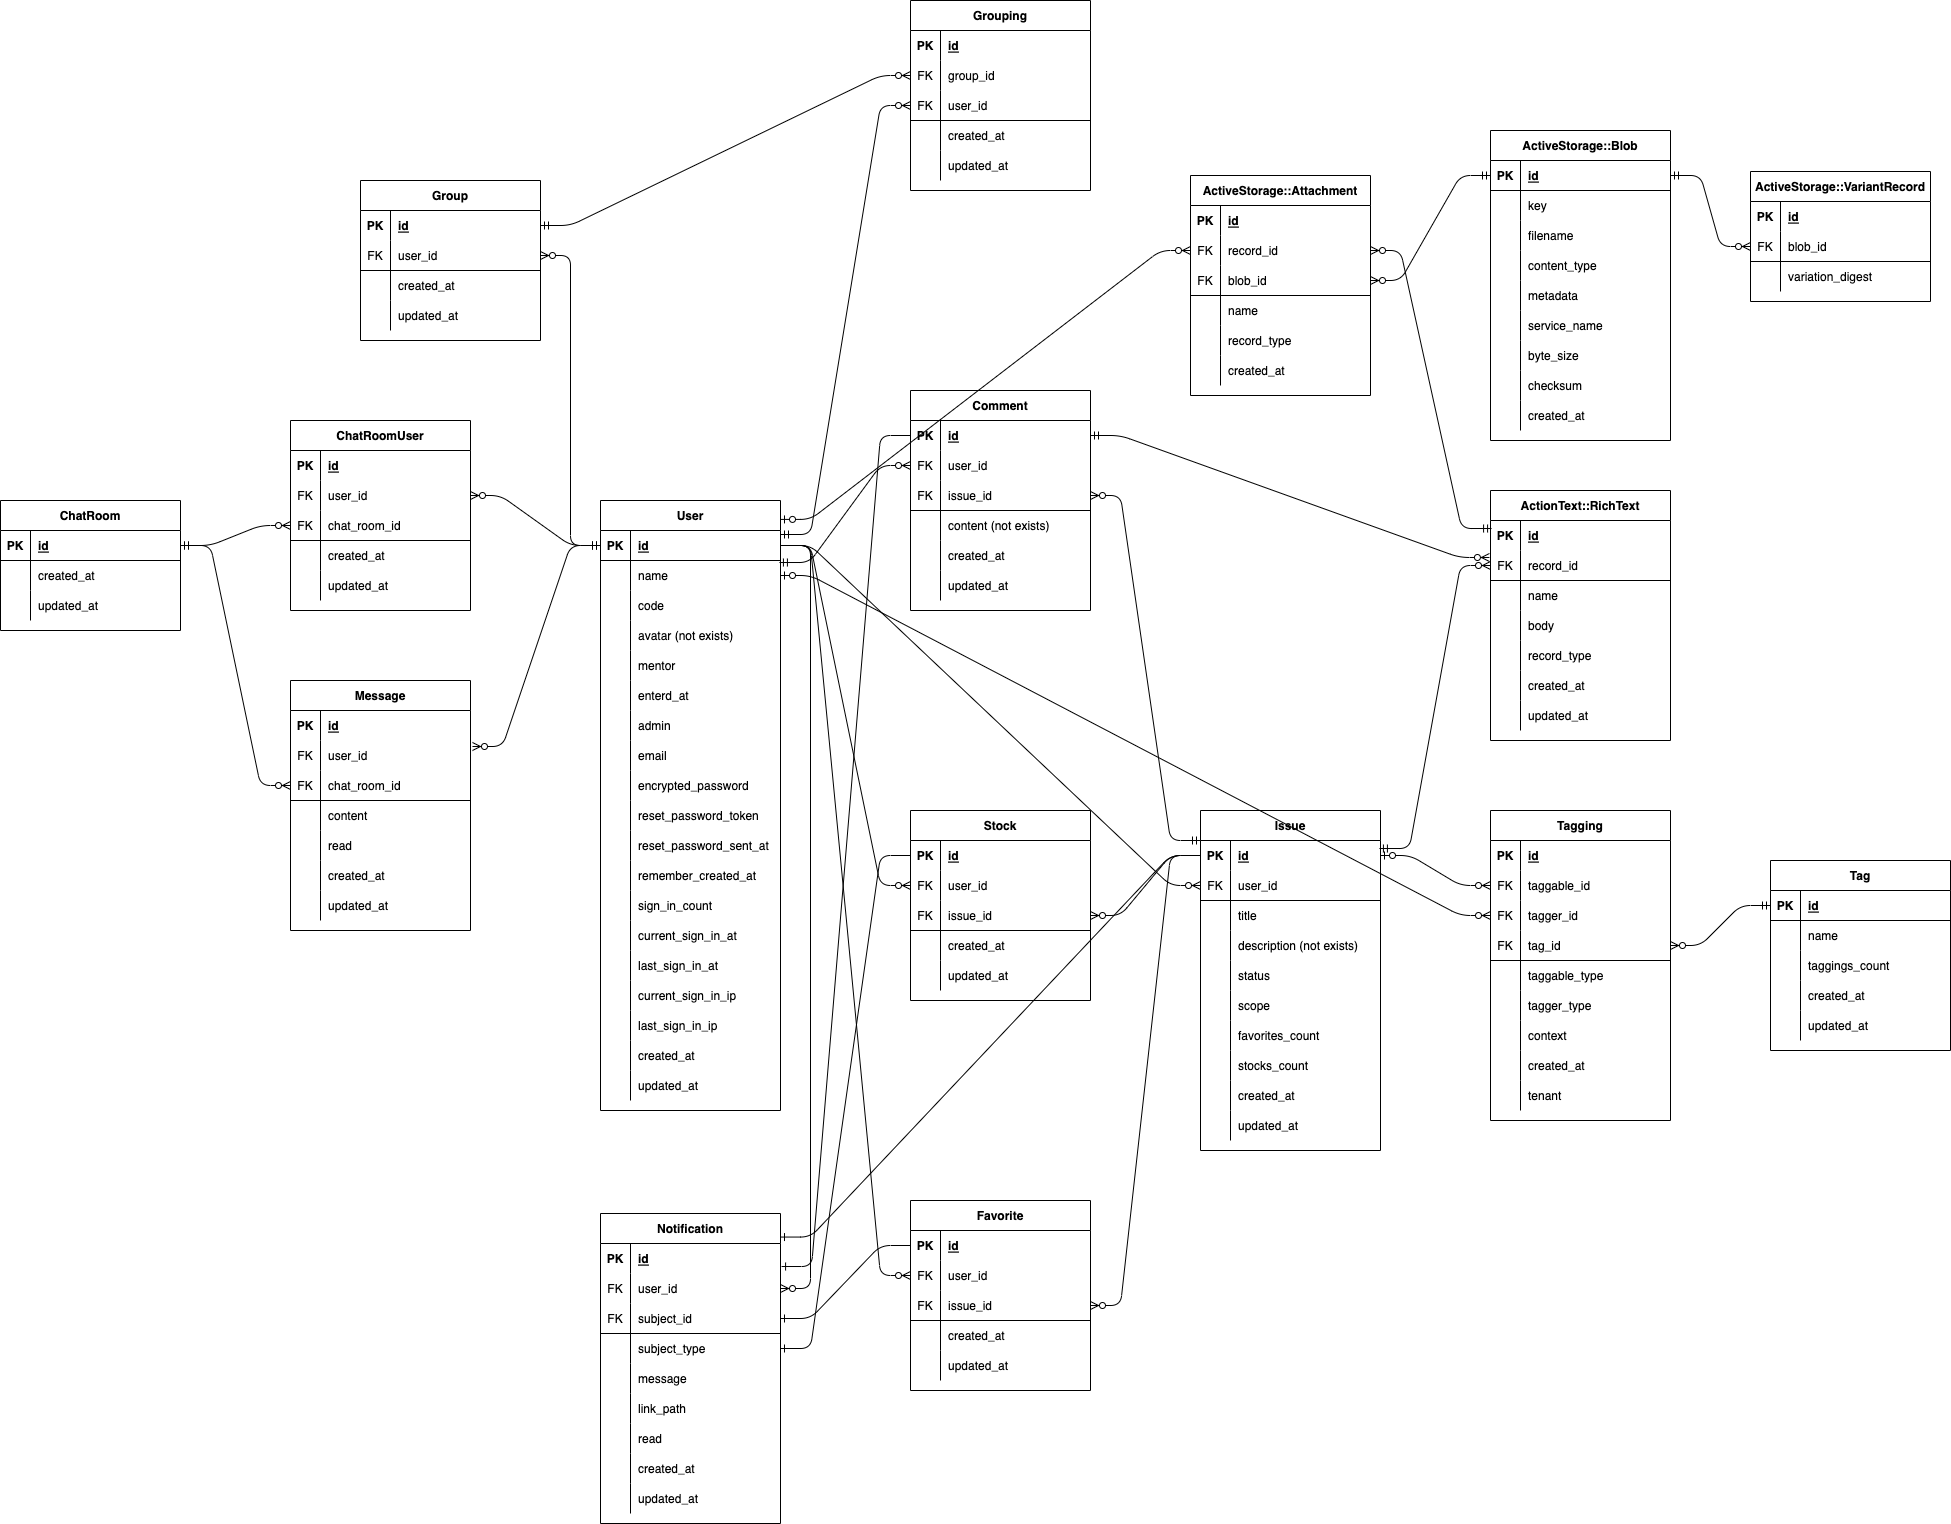 Grouping
PK id
FK group_id
FK user_id
created_at
updated_at
Group
PK id
FK user_id
created_at
updated_at
ActiveStorage::Attachment
PK id
FK record_id
FK blob_id
name
record_type
created_at
ActiveStorage::Blob
PK id
key
filename
content_type
metadata
service_name
byte_size
checksum
created_at
ActiveStorage::VariantRecord
PK id
FK blob_id
variation_digest
ChatRoom
PK id
created_at
updated_at
ChatRoomUser
PK id
FK user_id
FK chat_room_id
created_at
updated_at
Message
PK id
FK user_id
FK chat_room_id
content
read
created_at
updated_at
User
PK id
name
code
avatar (not exists)
mentor
enterd_at
admin
email
encrypted_password
reset_password_token
reset_password_sent_at
remember_created_at
sign_in_count
current_sign_in_at
last_sign_in_at
current_sign_in_ip
last_sign_in_ip
created_at
updated_at
Comment
PK id
FK user_id
FK issue_id
content (not exists)
created_at
updated_at
ActionText::RichText
PK id
FK record_id
name
body
record_type
created_at
updated_at
Stock
PK id
FK user_id
FK issue_id
created_at
updated_at
Issue
PK id
FK user_id
title
description (not exists)
status
scope
favorites_count
stocks_count
created_at
updated_at
Tagging
PK id
FK taggable_id
FK tagger_id
FK tag_id
taggable_type
tagger_type
context
created_at
tenant
Tag
PK id
name
taggings_count
created_at
updated_at
Notification
PK id
FK user_id
FK subject_id
subject_type
message
link_path
read
created_at
updated_at
Favorite
PK id
FK user_id
FK issue_id
created_at
updated_at